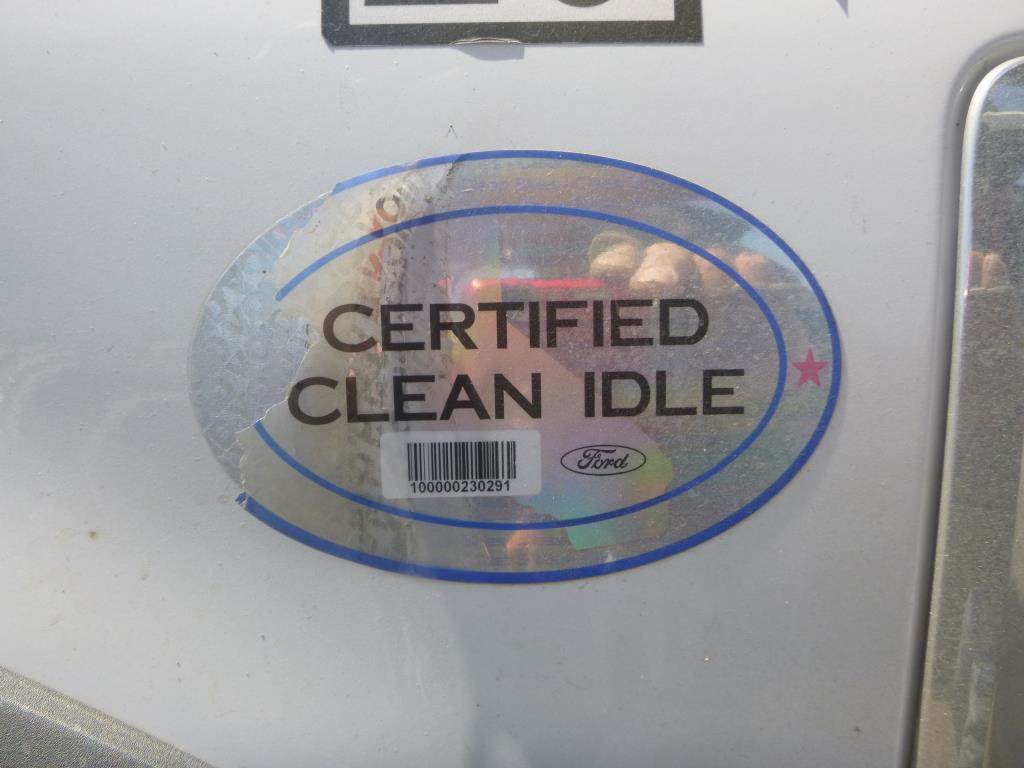 CERTIFIED
CLEAN IDLE
100000230291
Ford